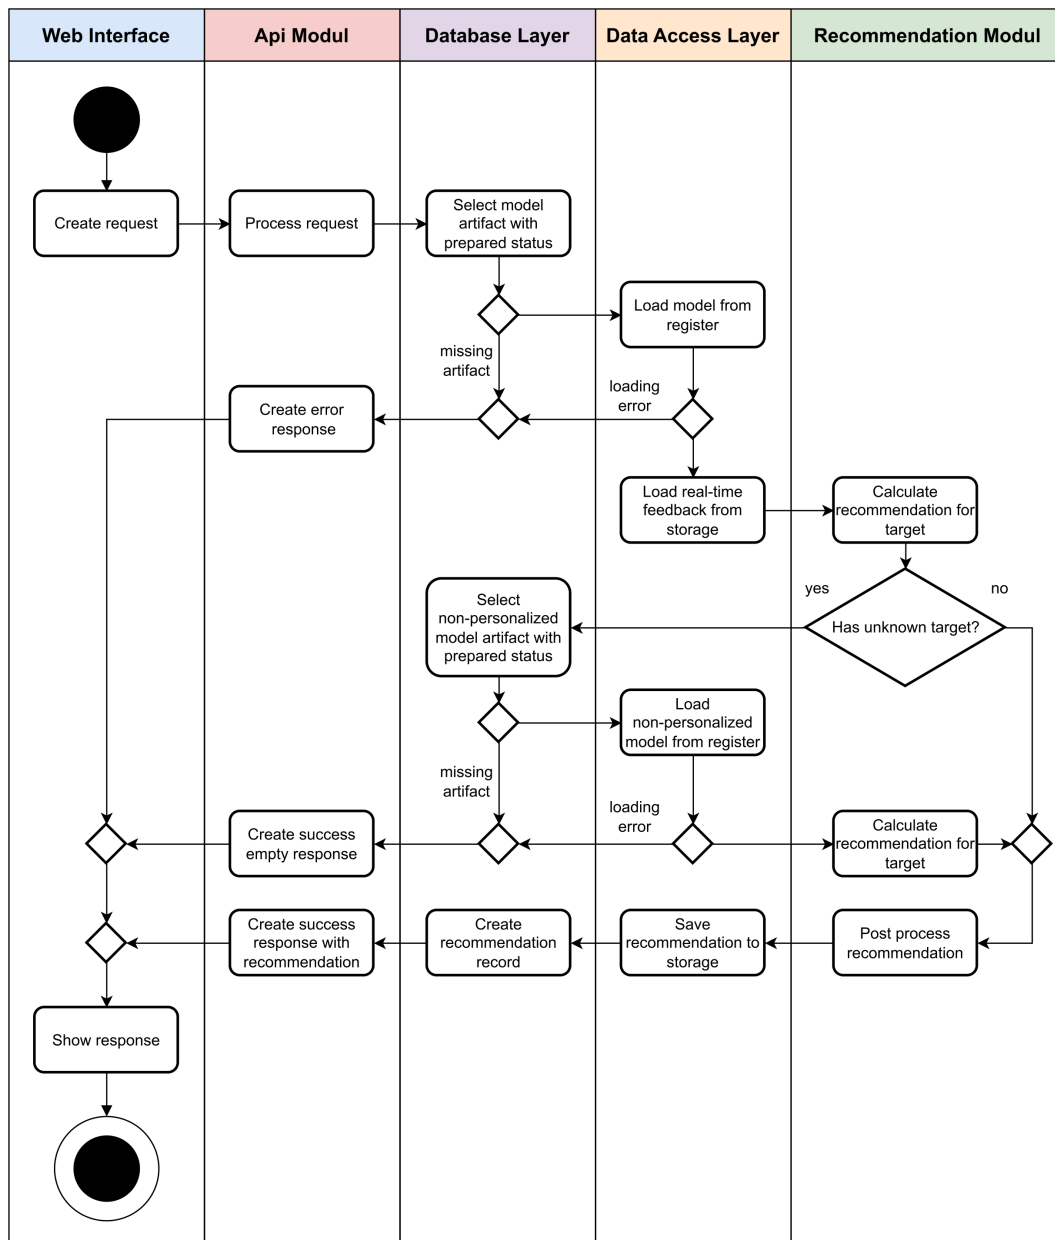 Web Interface
Api Modul
Database Layer
Data Access Layer
Recommendation Modul
Create request
Process request
Select model
artifact with
prepared status
Load model from
register
missing
artifact
loading
error
Create error
response
Load real-time
feedback from
storage
Calculate
recommendation for
target
yes
no
Has unknown target?
Select
non-personalized
model artifact with
prepared status
Load
non-personalized
model from register
missing
artifact
loading
error
Create success
empty response
Calculate
recommendation for
target
Create success
response with
recommendation
Create
recommendation
record
Save
recommendation to
storage
Post process
recommendation
Show response